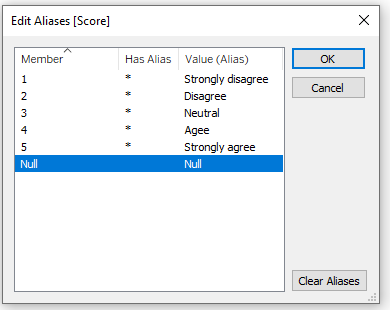 Edit Aliases [Score]
Member Has Alias Value (Alias)
1 * Strongly disagree
2 * Disagree
3 * Neutral
4 * Agee
5 * Strongly agree
Null Null
OK
Cancel
Clear Aliases